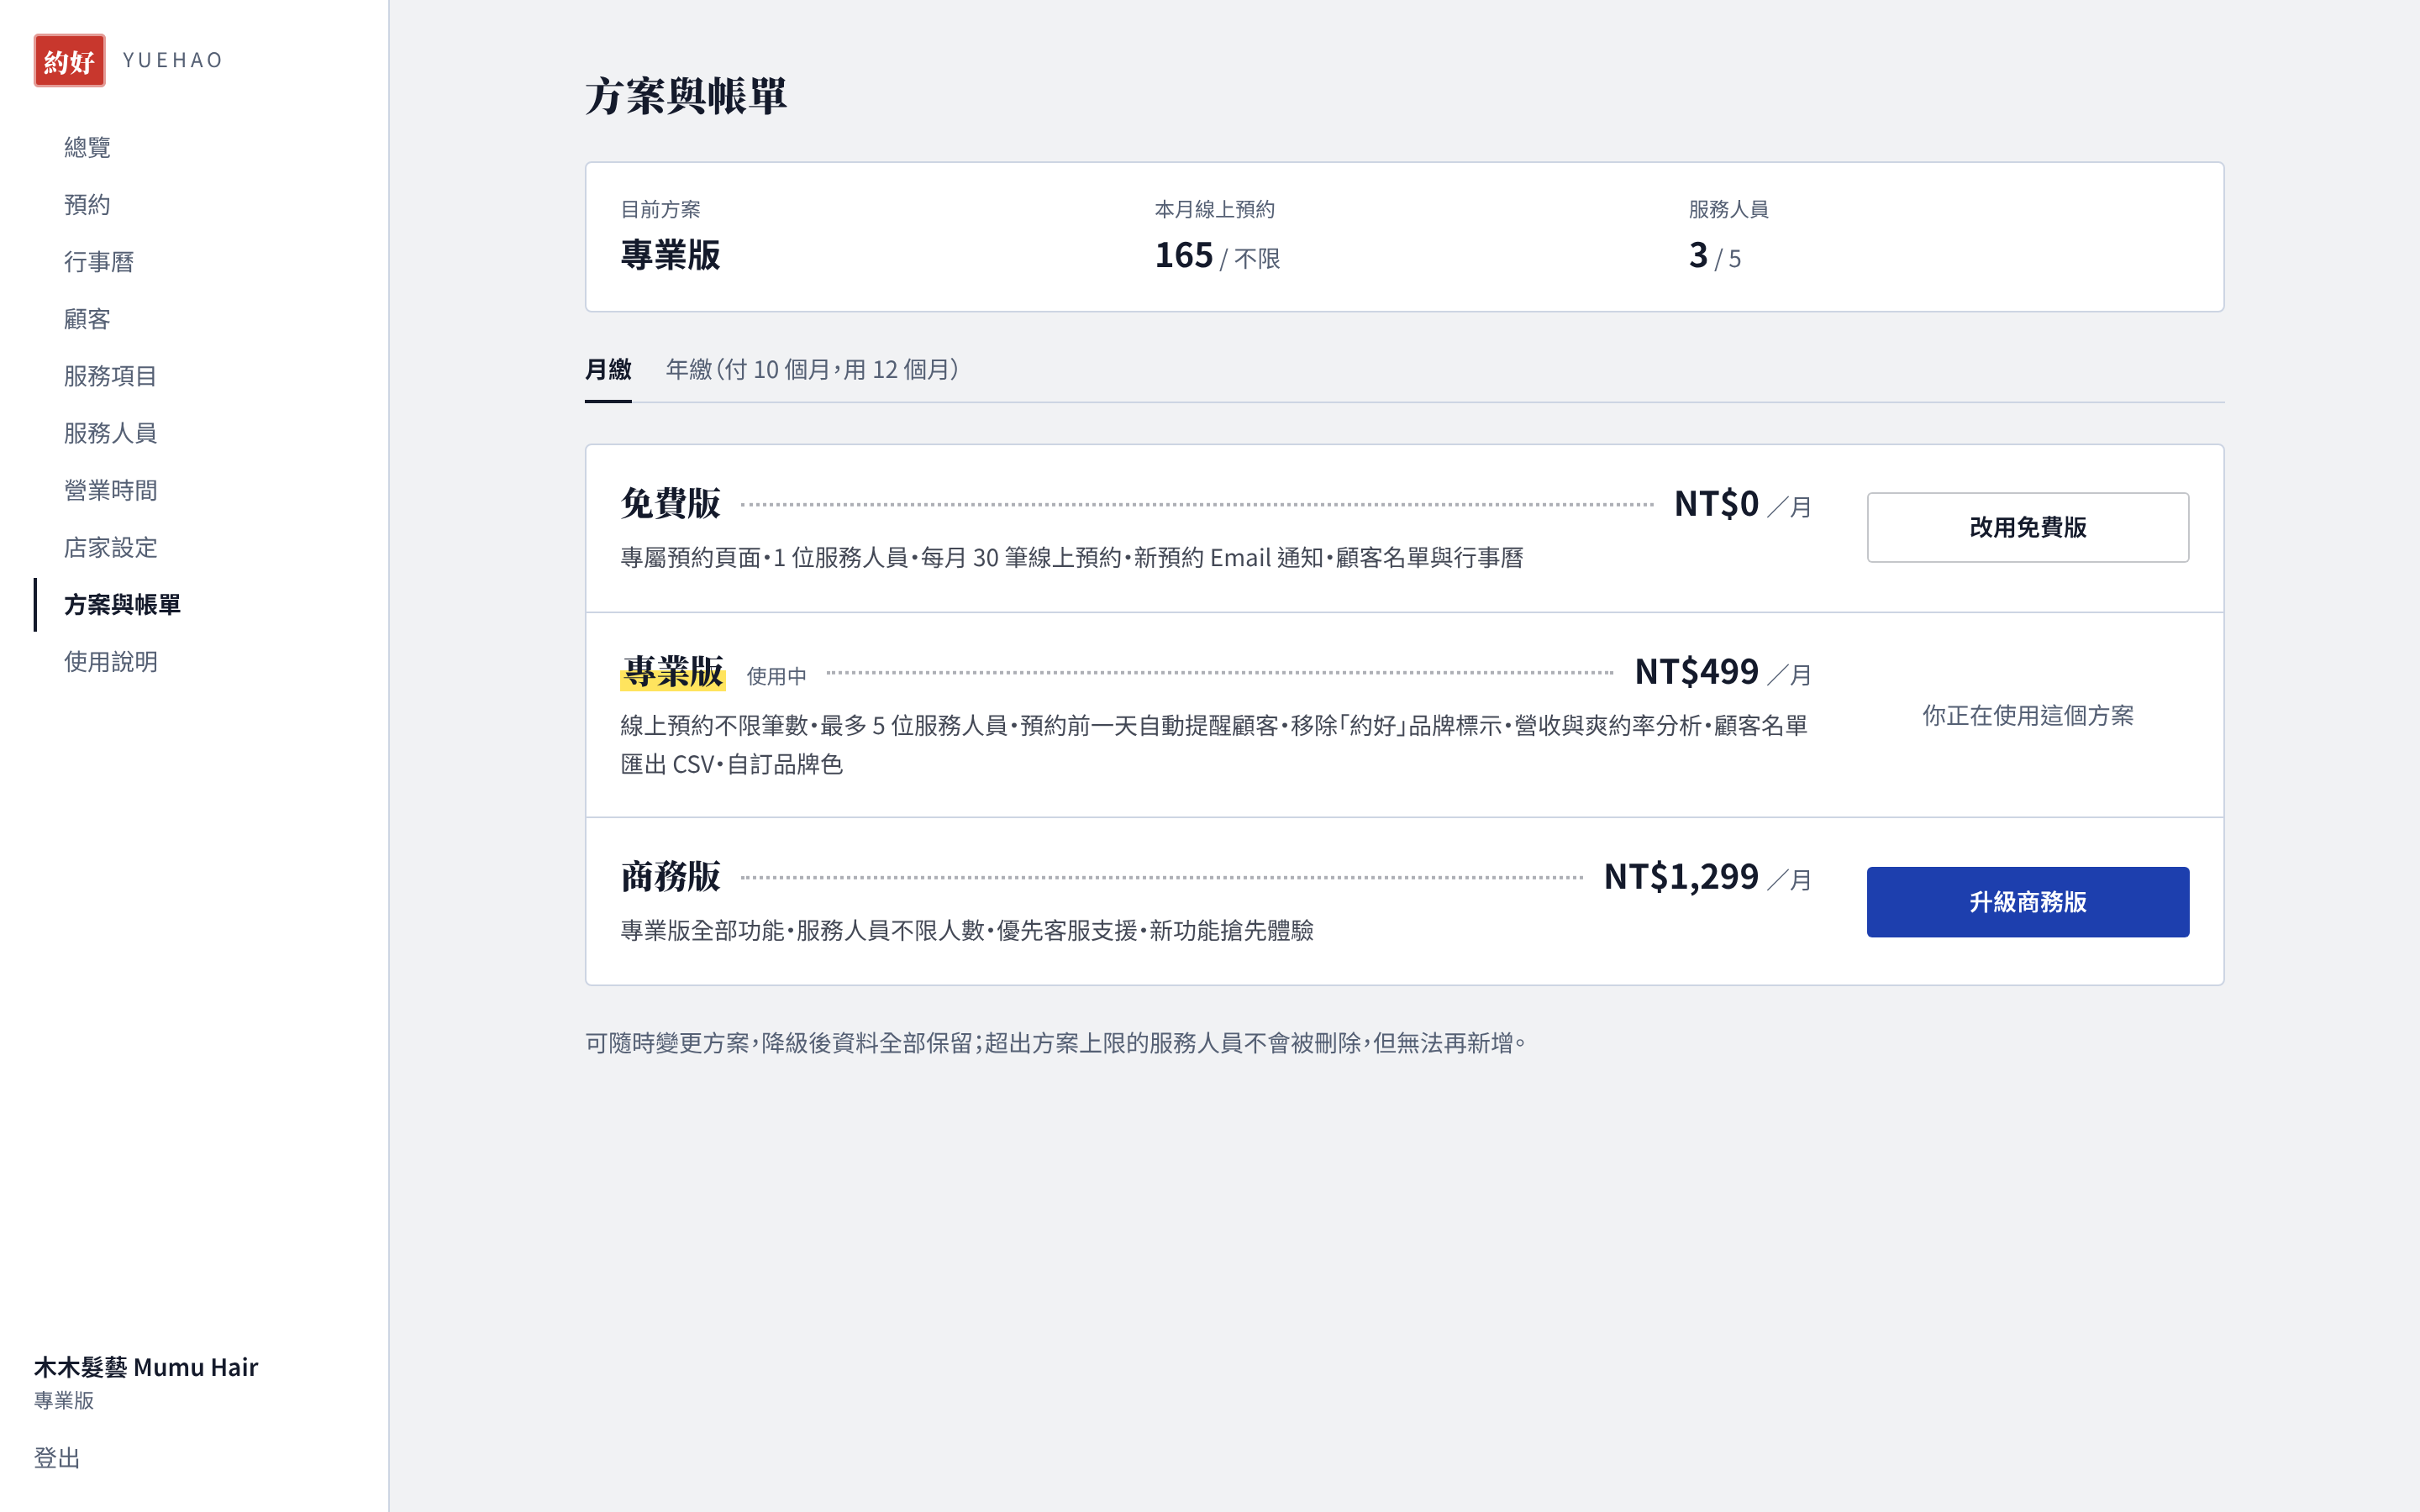 約好 YUEHAO
總覽
預約
行事曆
顧客
服務項目
服務人員
營業時間
店家設定
方案與帳單
使用說明
木木髮藝 Mumu Hair
專業版
登出
方案與帳單
目前方案
專業版
本月線上預約
165 / 不限
服務人員
3 / 5
月繳 年繳（付 10 個月，用 12 個月）
免費版 NT$0 ／月
專屬預約頁面・1 位服務人員・每月 30 筆線上預約・新預約 Email 通知・顧客名單與行事曆
改用免費版
專業版 使用中 NT$499 ／月
線上預約不限筆數・最多 5 位服務人員・預約前一天自動提醒顧客・移除「約好」品牌標示・營收與爽約率分析・顧客名單
匯出 CSV・自訂品牌色
你正在使用這個方案
商務版 NT$1,299 ／月
專業版全部功能・服務人員不限人數・優先客服支援・新功能搶先體驗
升級商務版
可隨時變更方案，降級後資料全部保留；超出方案上限的服務人員不會被刪除，但無法再新增。